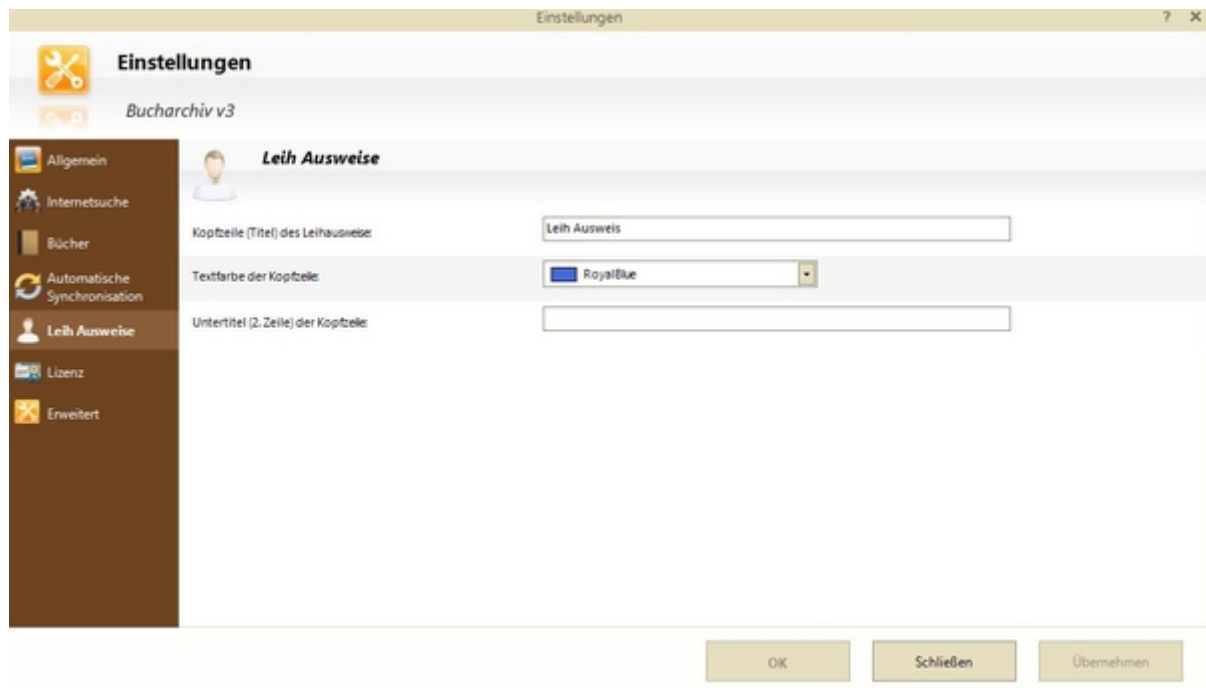 Einstellungen
? ×
Einstellungen
Bucharchiv v3
Allgemein
Internetsuche
Bücher
Automatische
Synchronisation
Leih Ausweise
Lizenz
Erweitert
Leih Ausweise
Kopfzeile (Titel) des Leihausweise:
Leih Ausweis
Textfarbe der Kopfzeile:
RoyalBlue
Untertitel (2. Zeile) der Kopfzeile:
OK
Schließen
Übernehmen